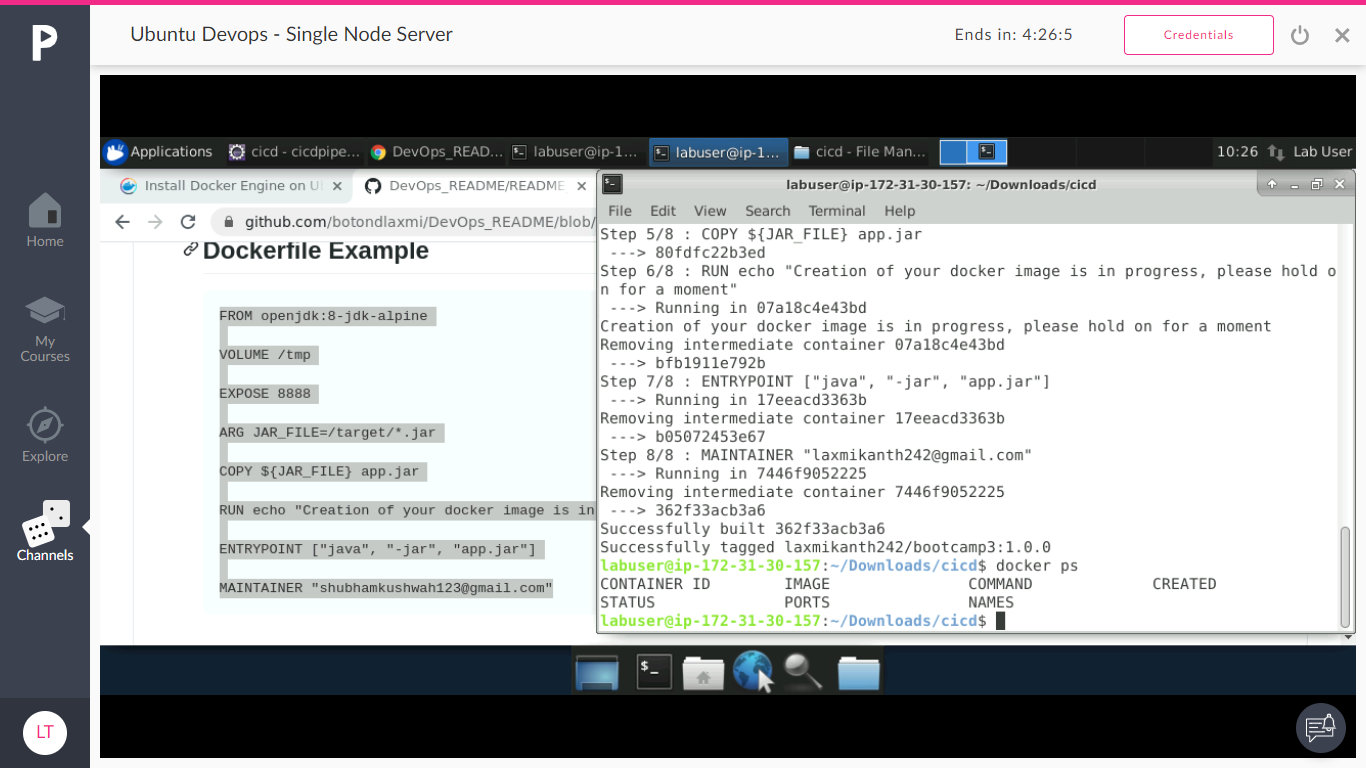 Ubuntu Devops - Single Node Server
Ends in: 4:26:5
Credentials
Home
My
Courses
Explore
Channels
LT
Applications
cicd - cicdpipe...
DevOps_READ...
labuser@ip-1...
labuser@ip-1...
cicd - File Man...
10:26
Lab User
Install Docker Engine on U
DevOps_README/README
github.com/botondlaxmi/DevOps_README/blob/
Dockerfile Example
FROM openjdk:8-jdk-alpine
VOLUME /tmp
EXPOSE 8888
ARG JAR_FILE=/target/*.jar
COPY ${JAR_FILE} app.jar
RUN echo "Creation of your docker image is in
ENTRYPOINT ["java", "-jar", "app.jar"]
MAINTAINER "shubhamkushwah123@gmail.com"
labuser@ip-172-31-30-157: ~/Downloads/cicd
File Edit View Search Terminal Help
Step 5/8 : COPY ${JAR_FILE} app.jar
---> 80fdfc22b3ed
Step 6/8 : RUN echo "Creation of your docker image is in progress, please hold o
n for a moment"
---> Running in 07a18c4e43bd
Creation of your docker image is in progress, please hold on for a moment
Removing intermediate container 07a18c4e43bd
---> bfb1911e792b
Step 7/8 : ENTRYPOINT ["java", "-jar", "app.jar"]
---> Running in 17eeacd3363b
Removing intermediate container 17eeacd3363b
---> b05072453e67
Step 8/8 : MAINTAINER "laxmikanth242@gmail.com"
---> Running in 7446f9052225
Removing intermediate container 7446f9052225
---> 362f33acb3a6
Successfully built 362f33acb3a6
Successfully tagged laxmikanth242/bootcamp3:1.0.0
labuser@ip-172-31-30-157:~/Downloads/cicd$ docker ps
CONTAINER ID IMAGE COMMAND CREATED
STATUS PORTS NAMES
labuser@ip-172-31-30-157:~/Downloads/cicd$